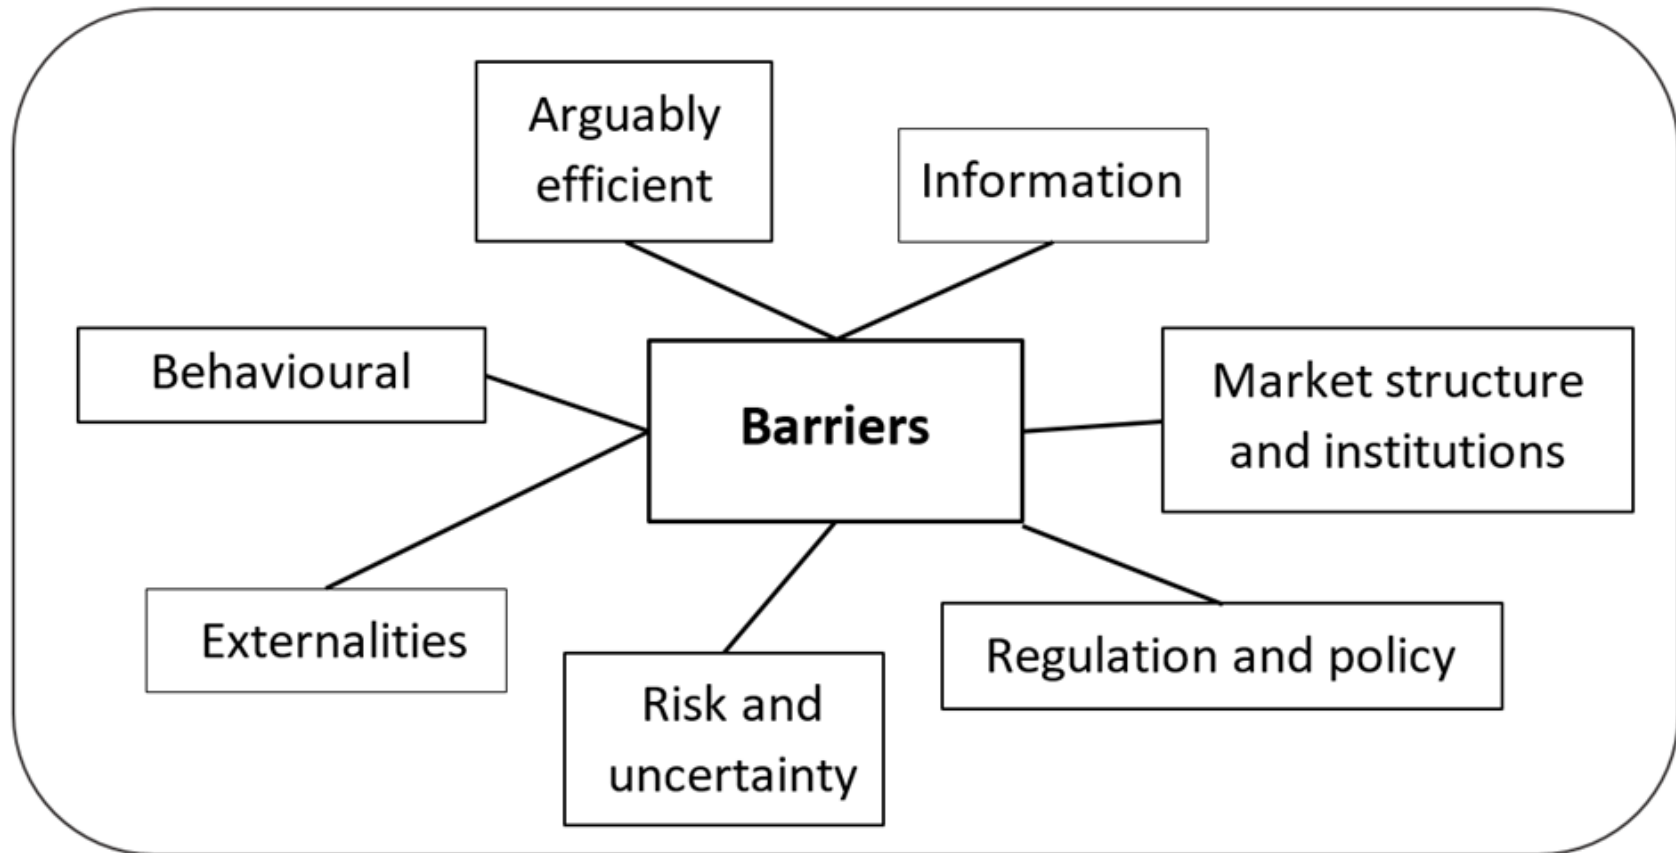 Arguably
efficient
Information
Behavioural
Barriers
Market structure
and institutions
Externalities
Risk and
uncertainty
Regulation and policy